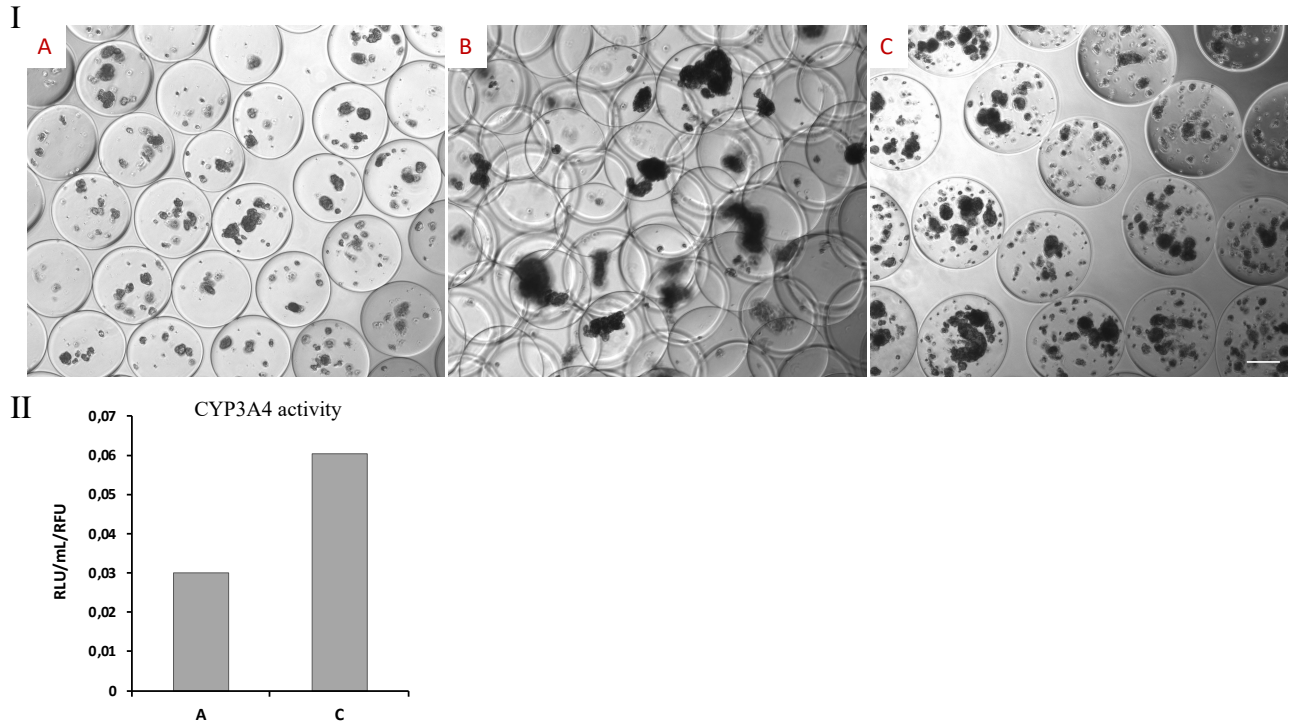 I
A
B
C
II
CYP3A4 activity
0,07
0,06
0,05
0,04
0,03
0,02
0,01
0
RLU/mL/RFU
A
C